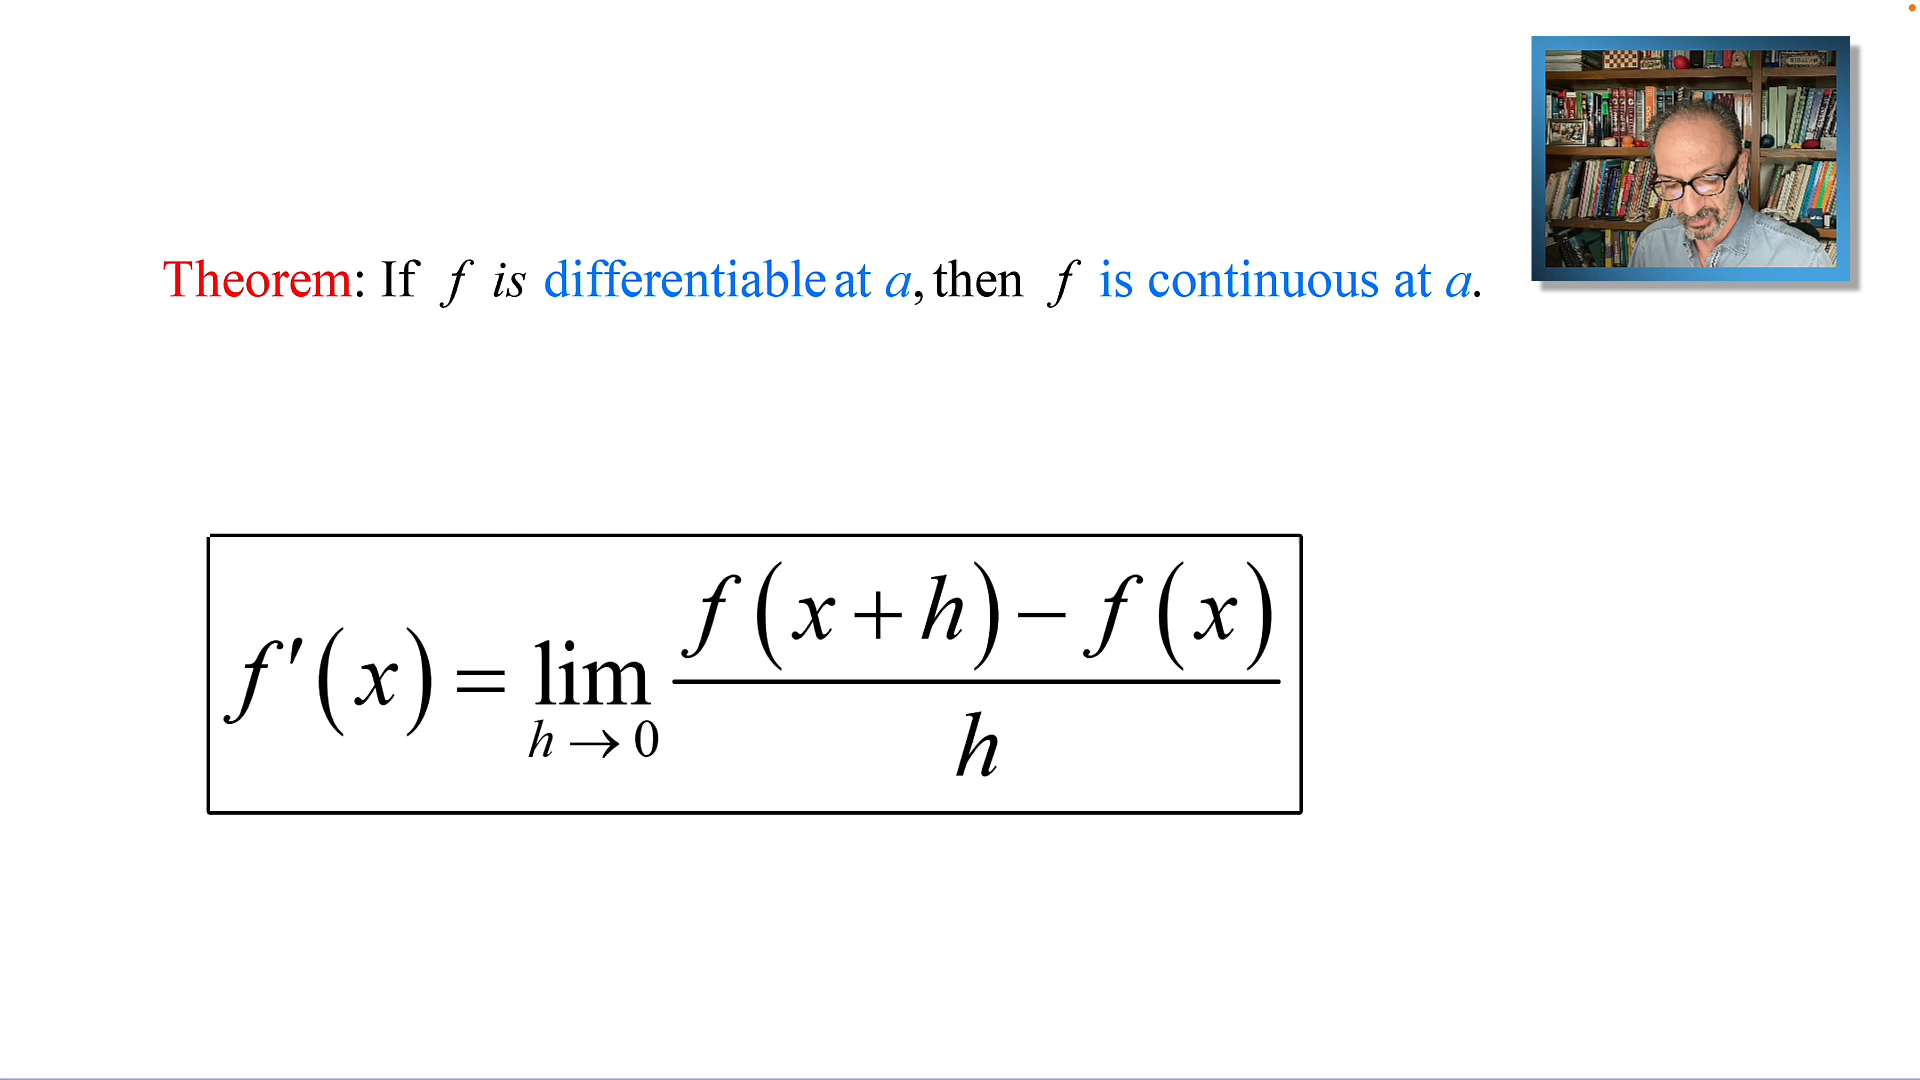 Theorem: If f is differentiable at a, then f is continuous at a.
f′(x) = lim h→0 f(x+h) − f(x) / h